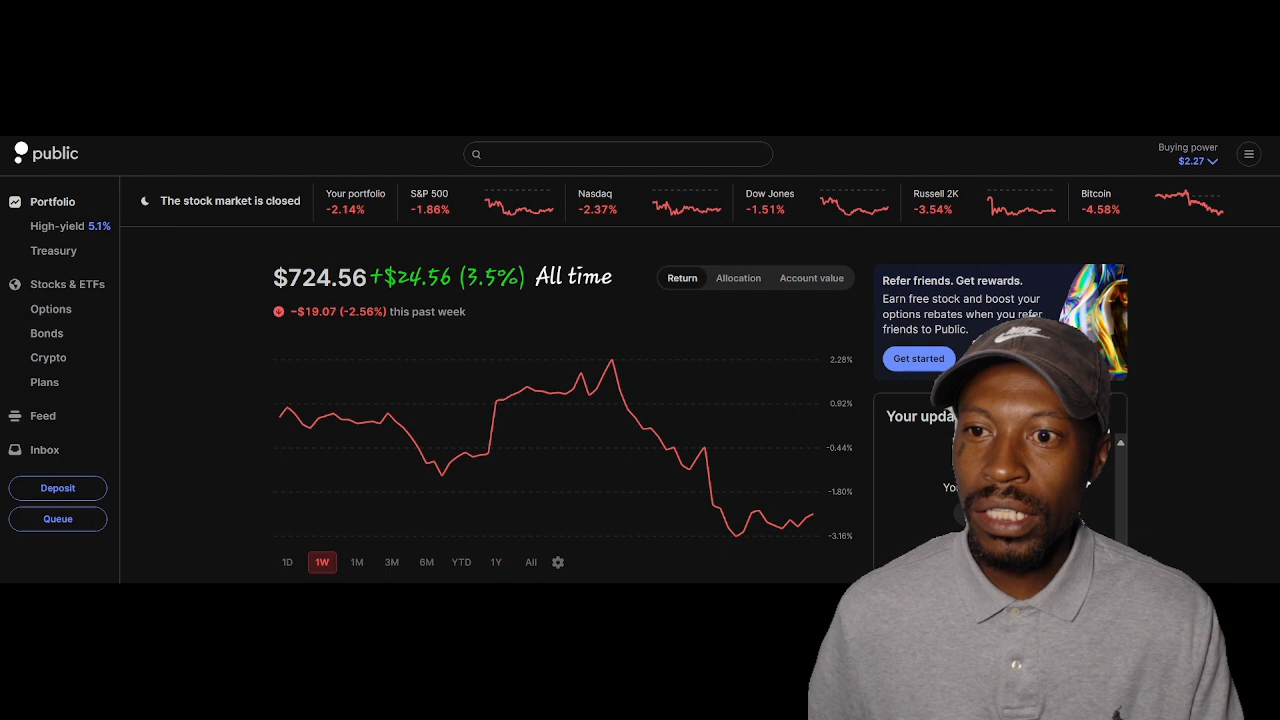 public
Buying power
$2.27
Portfolio
High-yield 5.1%
Treasury
Stocks & ETFs
Options
Bonds
Crypto
Plans
Feed
Inbox
Deposit
Queue
The stock market is closed
Your portfolio
-2.14%
S&P 500
-1.86%
Nasdaq
-2.37%
Dow Jones
-1.51%
Russell 2K
-3.54%
Bitcoin
-4.58%
$724.56 +$24.56 (3.5%) All time
−$19.07 (-2.56%) this past week
Return Allocation Account value
2.28%
0.92%
-0.44%
-1.80%
-3.16%
1D 1W 1M 3M 6M YTD 1Y All
Refer friends. Get rewards.
Earn free stock and boost your
options rebates when you refer
friends to Public.
Get started
Your